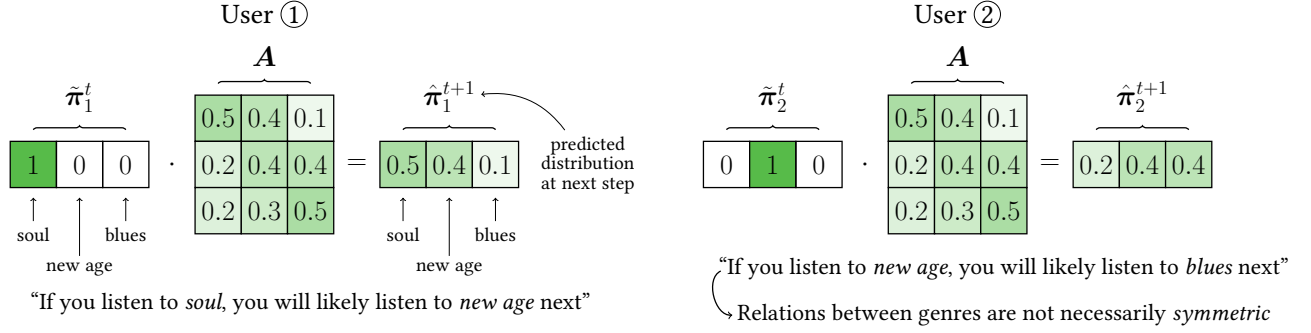 User ①
A
π̃₁ᵗ
π̂₁ᵗ⁺¹
0.5 0.4 0.1
1 0 0 · 0.2 0.4 0.4 = 0.5 0.4 0.1
0.2 0.3 0.5
predicted
distribution
at next step
soul
blues
new age
soul
blues
new age
“If you listen to soul, you will likely listen to new age next”
User ②
A
π̃₂ᵗ
π̂₂ᵗ⁺¹
0.5 0.4 0.1
0 1 0 · 0.2 0.4 0.4 = 0.2 0.4 0.4
0.2 0.3 0.5
“If you listen to new age, you will likely listen to blues next”
Relations between genres are not necessarily symmetric